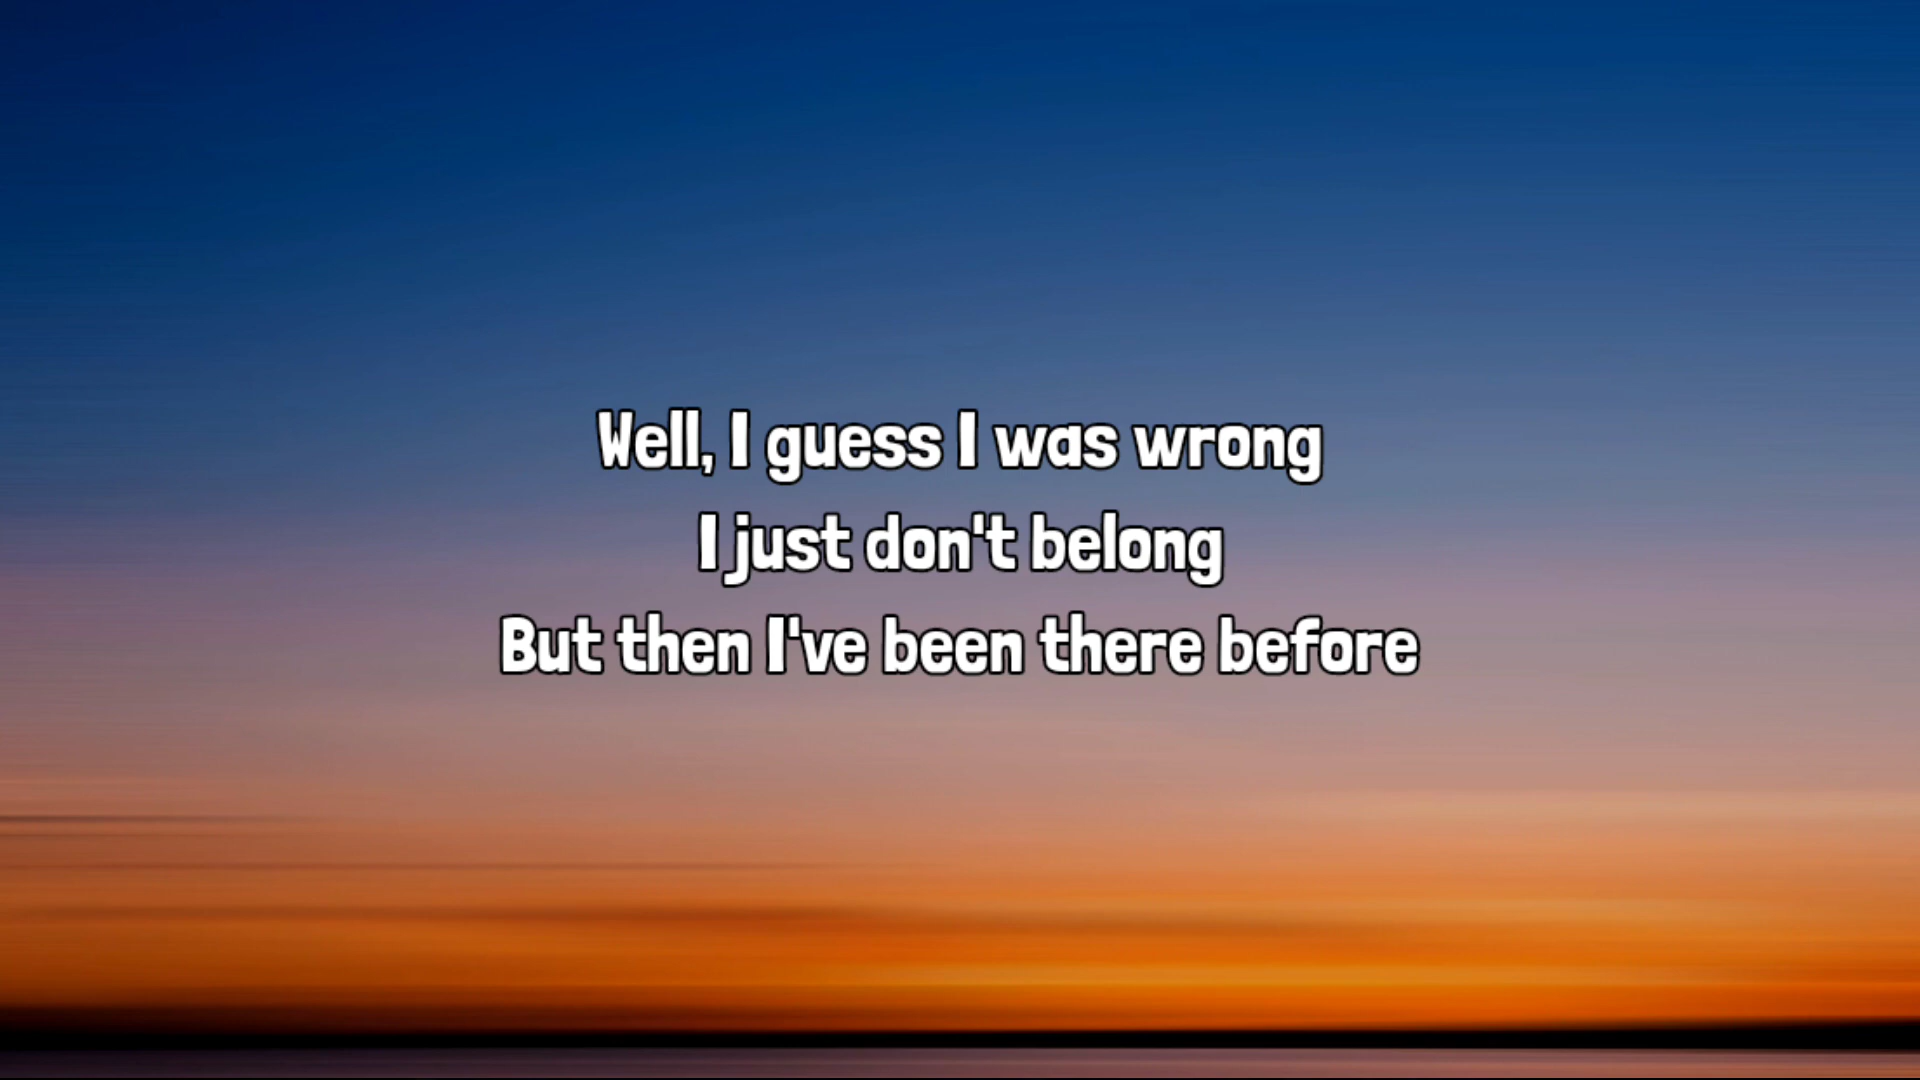 Well, I guess I was wrong
I just don't belong
But then I've been there before